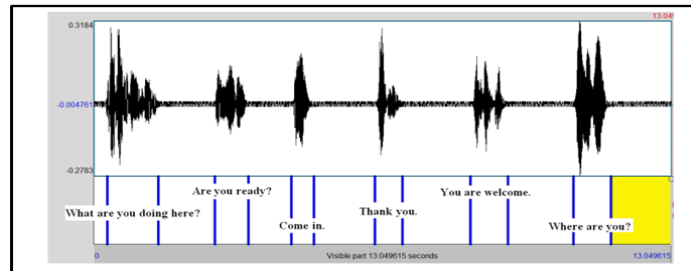 13.049
0.3184
-0.004761
-0.2783
Are you ready?
You are welcome.
What are you doing here?
Thank you.
Come in.
Where are you?
0
Visible part 13.049615 seconds
13.049615